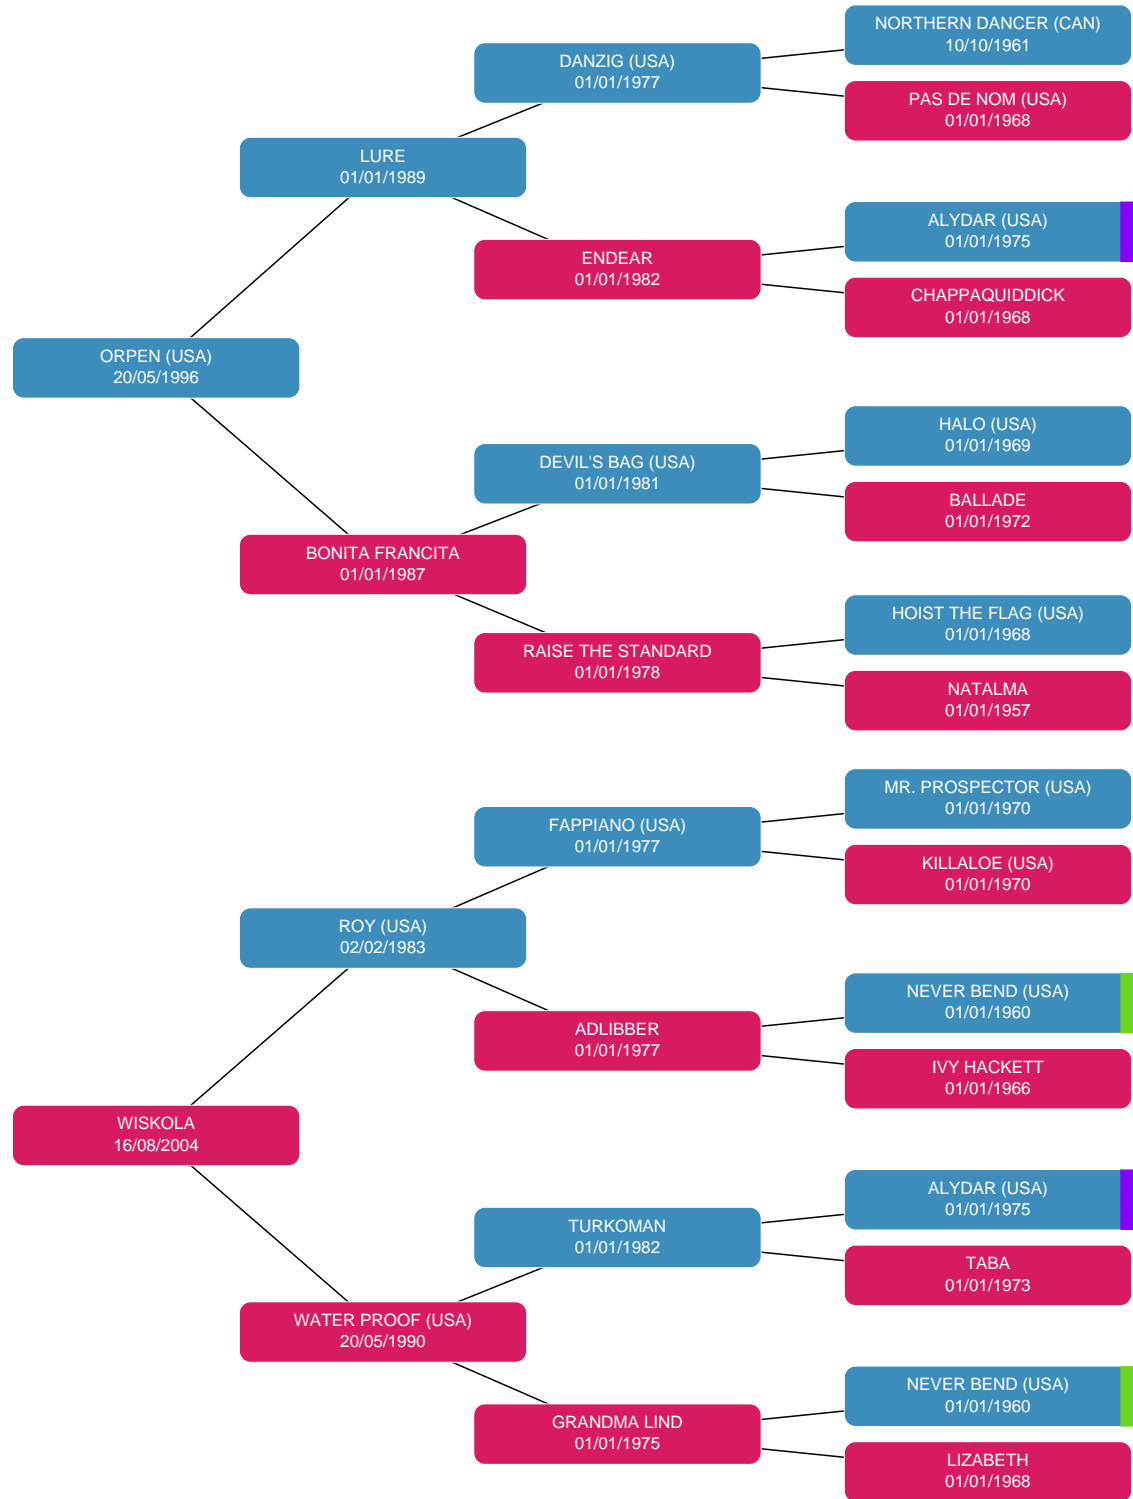 NORTHERN DANCER (CAN)
10/10/1961
DANZIG (USA)
01/01/1977
PAS DE NOM (USA)
01/01/1968
LURE
01/01/1989
ALYDAR (USA)
01/01/1975
ENDEAR
01/01/1982
CHAPPAQUIDDICK
01/01/1968
ORPEN (USA)
20/05/1996
HALO (USA)
01/01/1969
DEVIL'S BAG (USA)
01/01/1981
BALLADE
01/01/1972
BONITA FRANCITA
01/01/1987
HOIST THE FLAG (USA)
01/01/1968
RAISE THE STANDARD
01/01/1978
NATALMA
01/01/1957
MR. PROSPECTOR (USA)
01/01/1970
FAPPIANO (USA)
01/01/1977
KILLALOE (USA)
01/01/1970
ROY (USA)
02/02/1983
NEVER BEND (USA)
01/01/1960
ADLIBBER
01/01/1977
IVY HACKETT
01/01/1966
WISKOLA
16/08/2004
ALYDAR (USA)
01/01/1975
TURKOMAN
01/01/1982
TABA
01/01/1973
WATER PROOF (USA)
20/05/1990
NEVER BEND (USA)
01/01/1960
GRANDMA LIND
01/01/1975
LIZABETH
01/01/1968